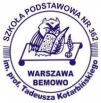 SZKOŁA PODSTAWOWA NR 362
WARSZAWA
BEMOWO
im. prof. Tadeusza Kotarbińskiego